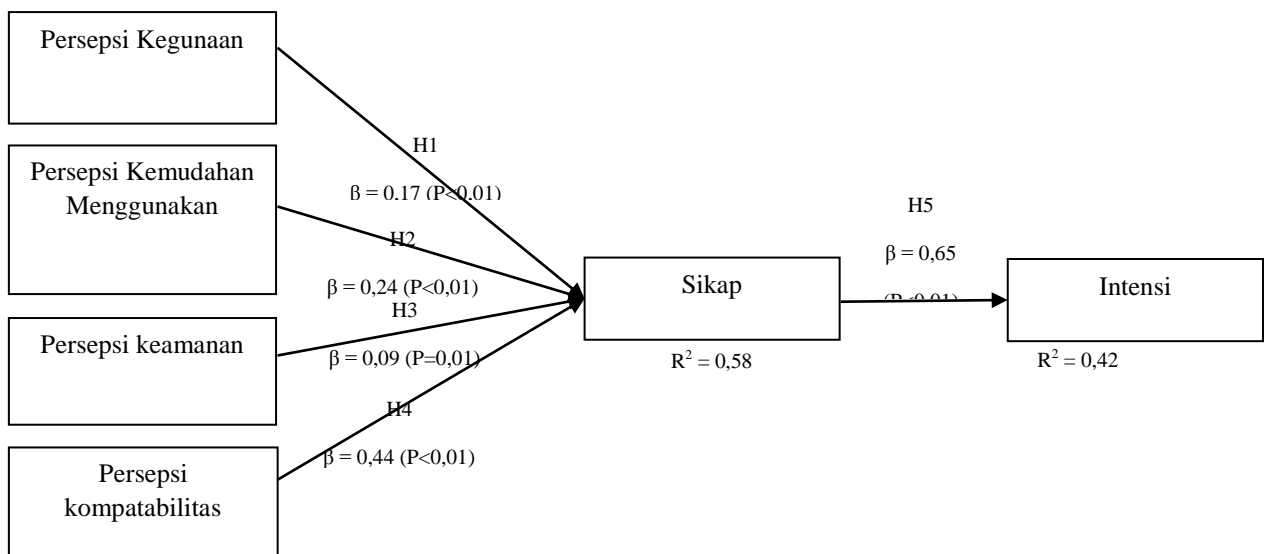 Persepsi Kegunaan
H1
β = 0.17 (P<0.01)
Persepsi Kemudahan
Menggunakan
H2
β = 0,24 (P<0,01)
H3
Persepsi keamanan
β = 0,09 (P=0,01)
H4
β = 0,44 (P<0,01)
Persepsi
kompatabilitas
Sikap
R² = 0,58
H5
β = 0,65
(P<0,01)
Intensi
R² = 0,42